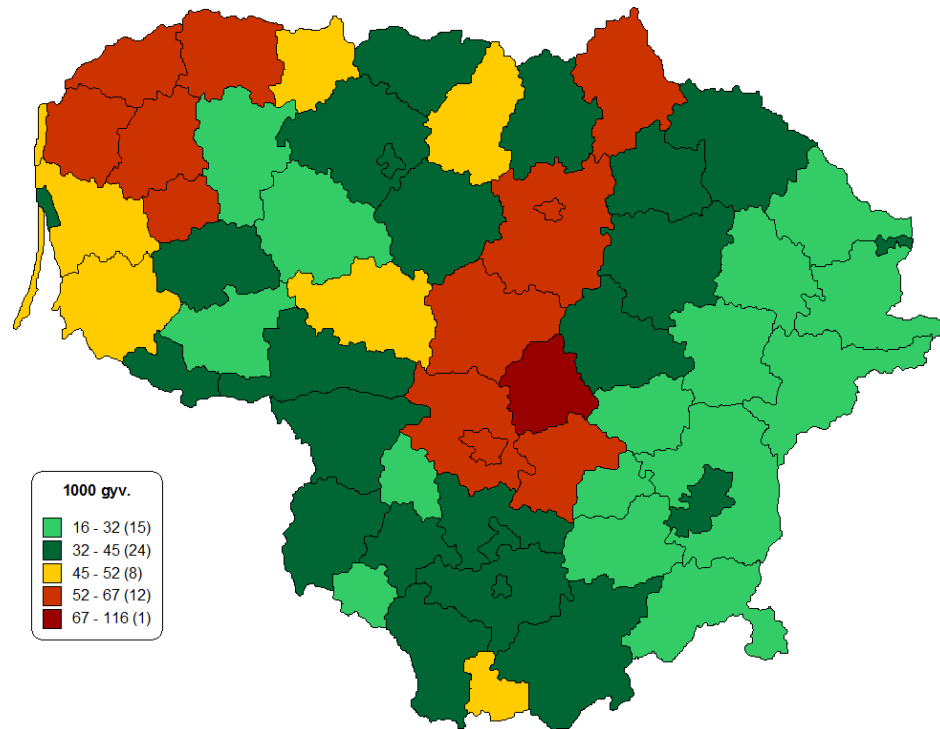 1000 gyv.
16 - 32 (15)
32 - 45 (24)
45 - 52 (8)
52 - 67 (12)
67 - 116 (1)